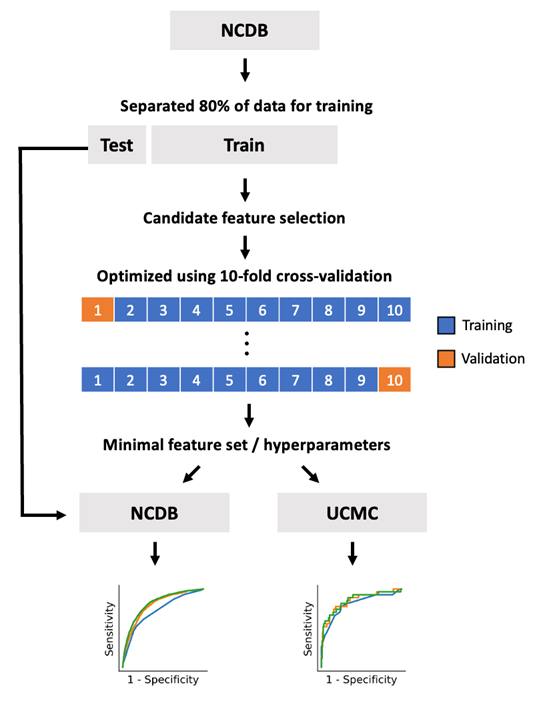 NCDB
Separated 80% of data for training
Test Train
Candidate feature selection
Optimized using 10-fold cross-validation
1 2 3 4 5 6 7 8 9 10
Training
Validation
1 2 3 4 5 6 7 8 9 10
Minimal feature set / hyperparameters
NCDB UCMC
Sensitivity Sensitivity
1 - Specificity 1 - Specificity